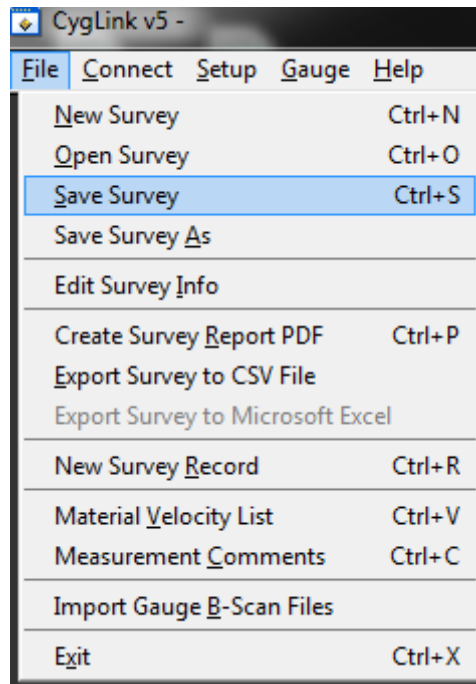 CygLink v5 -
File Connect Setup Gauge Help
New Survey Ctrl+N
Open Survey Ctrl+O
Save Survey Ctrl+S
Save Survey As
Edit Survey Info
Create Survey Report PDF Ctrl+P
Export Survey to CSV File
Export Survey to Microsoft Excel
New Survey Record Ctrl+R
Material Velocity List Ctrl+V
Measurement Comments Ctrl+C
Import Gauge B-Scan Files
Exit Ctrl+X